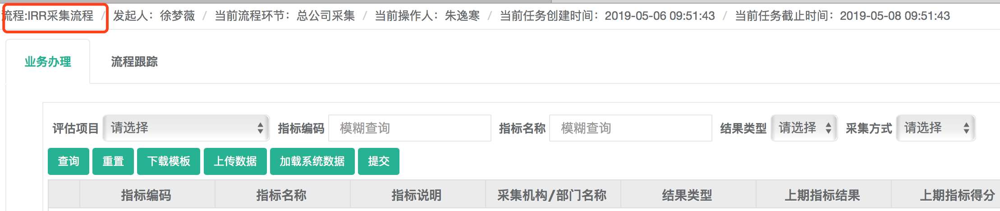 流程:IRR采集流程 / 发起人：徐梦薇 / 当前流程环节：总公司采集 / 当前操作人：朱逸寒 / 当前任务创建时间：2019-05-06 09:51:43 / 当前任务截止时间：2019-05-08 09:51:43
业务办理 流程跟踪
评估项目 请选择 指标编码 模糊查询 指标名称 模糊查询 结果类型 请选择 采集方式 请选择
查询 重置 下载模板 上传数据 加载系统数据 提交
指标编码 指标名称 指标说明 采集机构/部门名称 结果类型 上期指标结果 上期指标得分